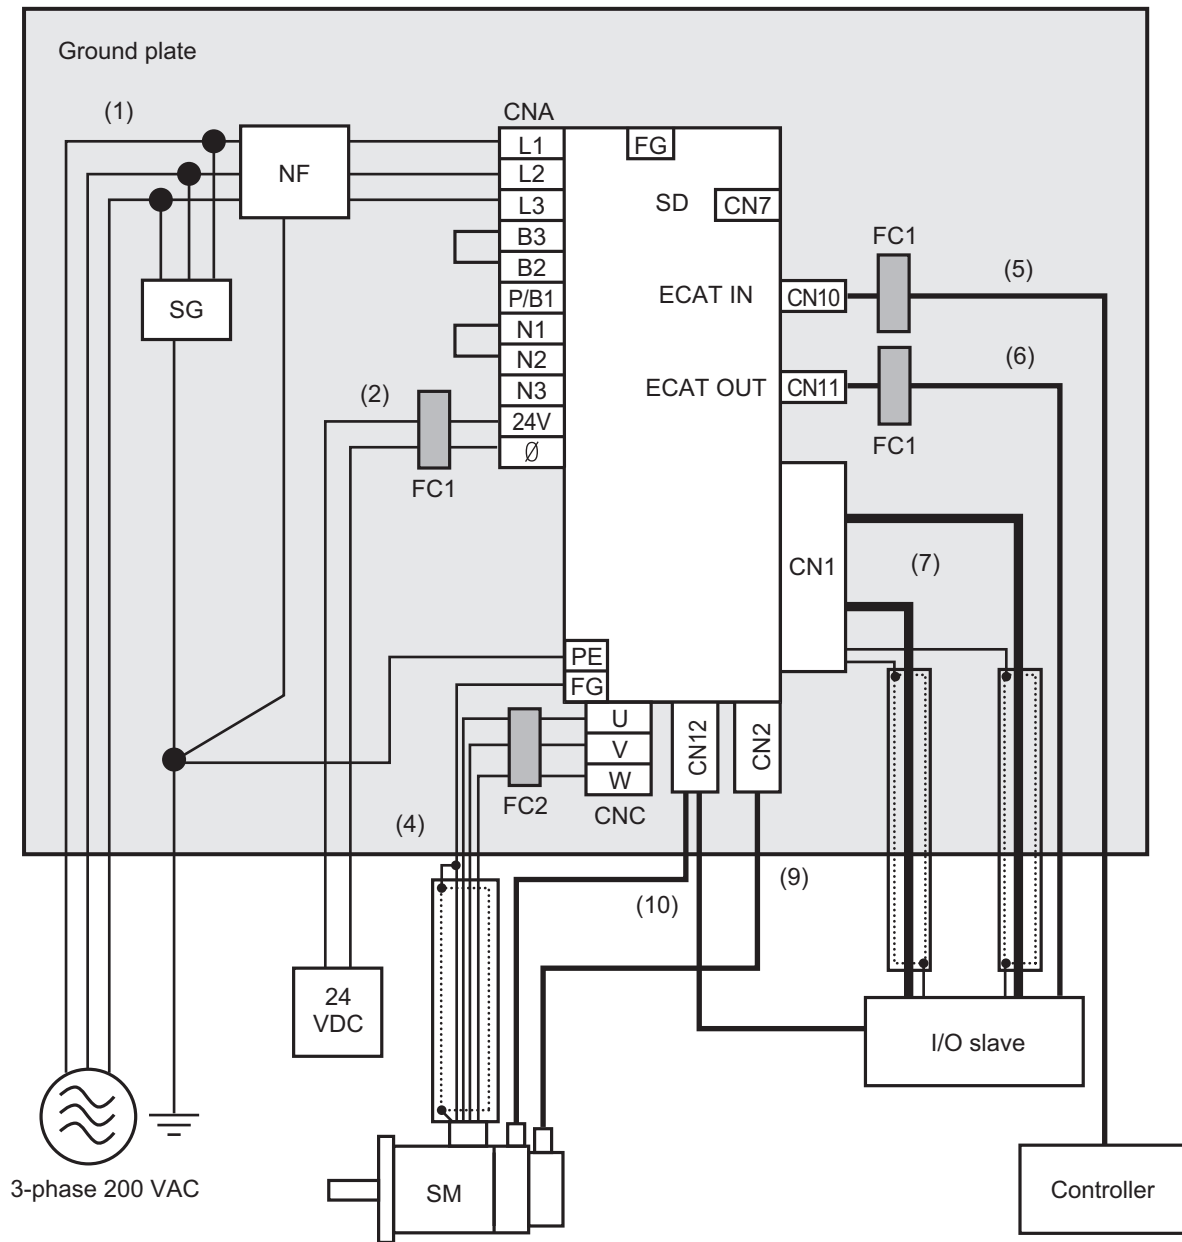 Ground plate
(1)
CNA
NF
L1
L2
L3
B3
B2
P/B1
N1
N2
N3
24V
Ø
FG
SD
CN7
SG
ECAT IN
CN10
FC1
(5)
ECAT OUT
CN11
FC1
(6)
(2)
FC1
CN1
(7)
PE
FG
U
V
W
CNC
FC2
CN12
CN2
(4)
(10)
(9)
24
VDC
I/O slave
3-phase 200 VAC
SM
Controller